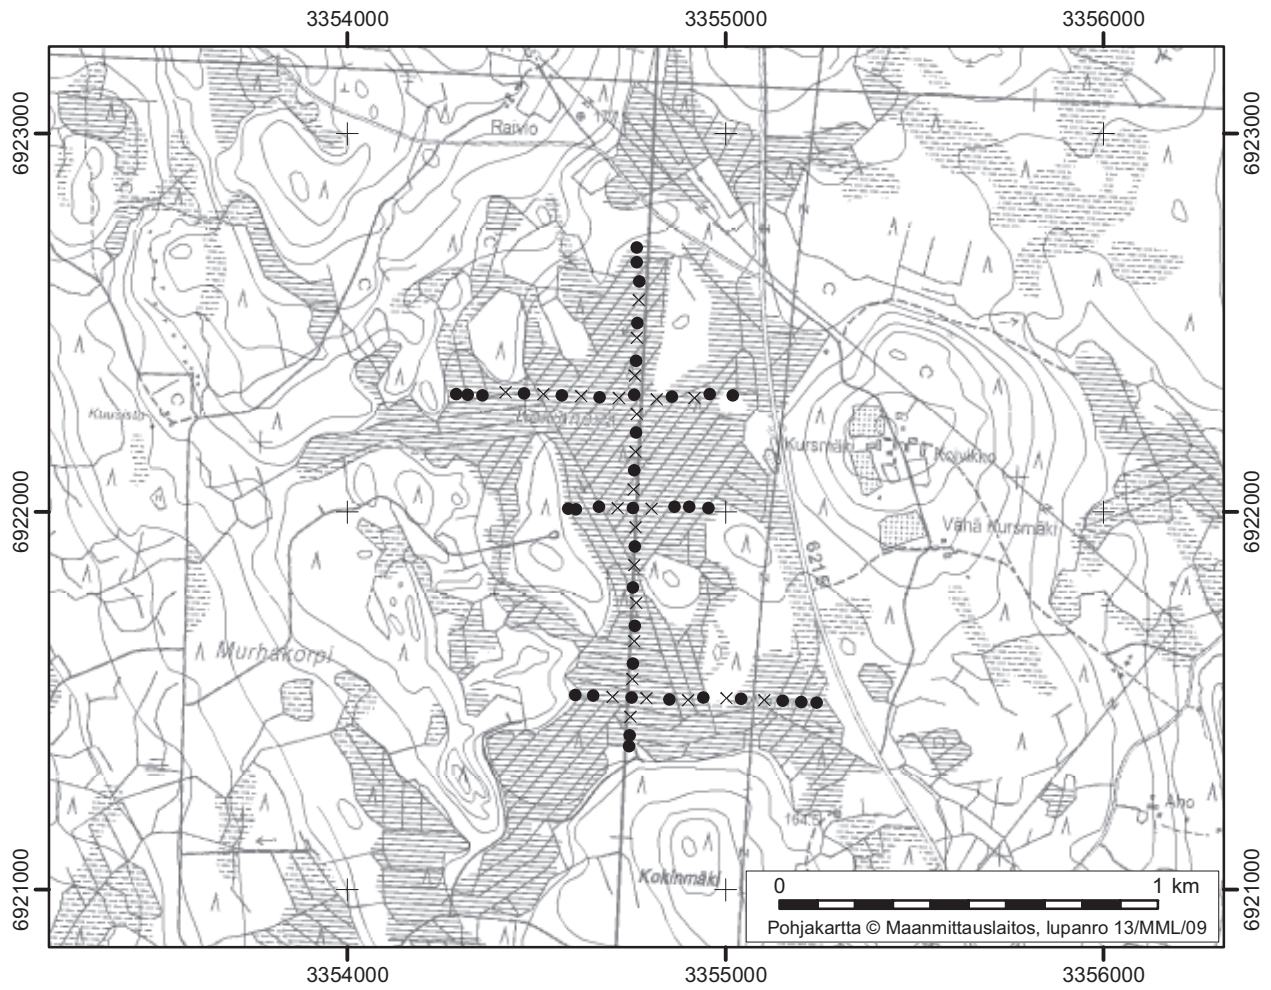 3354000 3355000 3356000
6923000
6923000
Raivio
Kuusisto
Kursmäki
Koivikko
6922000
6922000
Vähä Kursmäki
Murhakorpi
Aho
Kokinmäki
6921000
6921000
0 1 km
Pohjakartta © Maanmittauslaitos, lupanro 13/MML/09
3354000 3355000 3356000